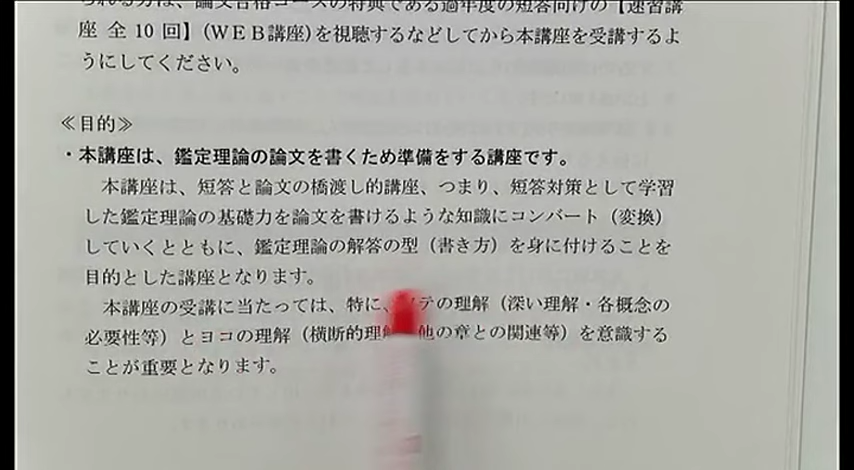 論文合格コースの特典である過年度の短答向けの【速習講
座 全 10 回】(WEB講座)を視聴するなどしてから本講座を受講するよ
うにしてください。
≪目的≫
・本講座は、鑑定理論の論文を書くため準備をする講座です。
本講座は、短答と論文の橋渡し的講座、つまり、短答対策として学習
した鑑定理論の基礎力を論文を書けるような知識にコンバート（変換）
していくとともに、鑑定理論の解答の型（書き方）を身に付けることを
目的とした講座となります。
本講座の受講に当たっては、特に、テの理解（深い理解・各概念の
必要性等）とヨコの理解（横断的理解 他の章との関連等）を意識する
ことが重要となります。